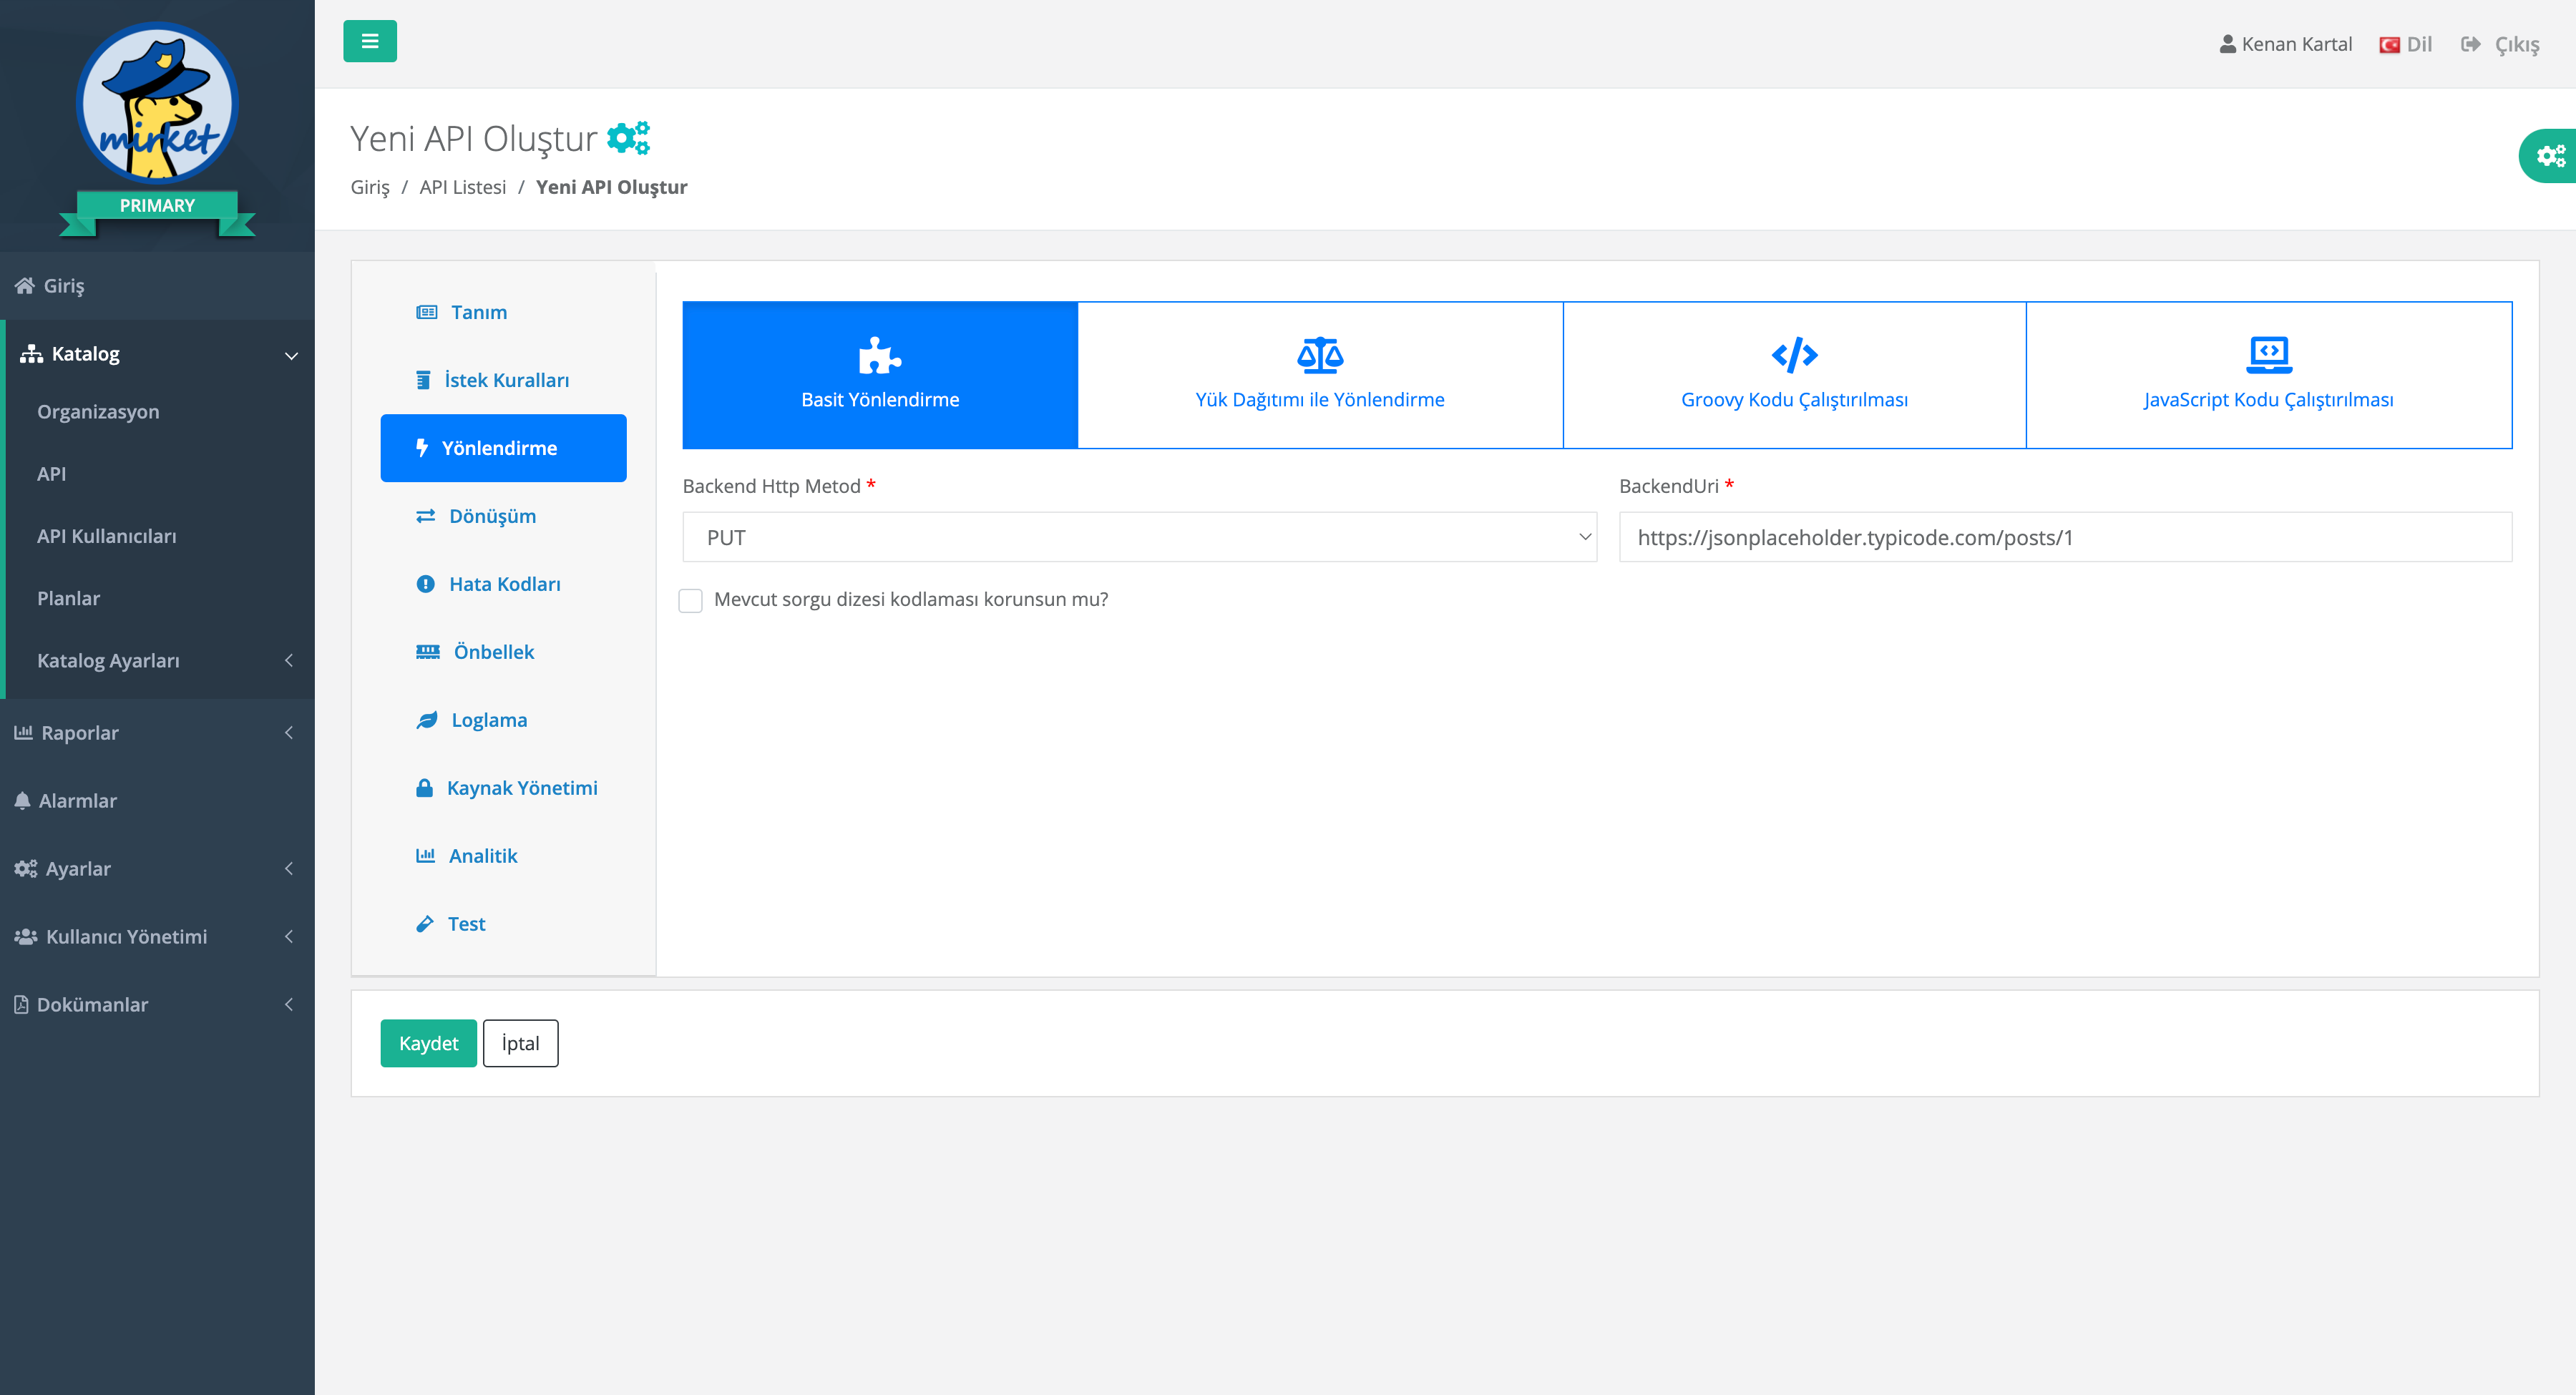 mirket
PRIMARY
Giriş
Katalog
Organizasyon
API
API Kullanıcıları
Planlar
Katalog Ayarları
Raporlar
Alarmlar
Ayarlar
Kullanıcı Yönetimi
Dokümanlar
Kenan Kartal
Dil
Çıkış
Yeni API Oluştur
Giriş / API Listesi / Yeni API Oluştur
Tanım
İstek Kuralları
Yönlendirme
Dönüşüm
Hata Kodları
Önbellek
Loglama
Kaynak Yönetimi
Analitik
Test
Basit Yönlendirme
Yük Dağıtımı ile Yönlendirme
Groovy Kodu Çalıştırılması
JavaScript Kodu Çalıştırılması
Backend Http Metod *
PUT
BackendUri *
https://jsonplaceholder.typicode.com/posts/1
Mevcut sorgu dizesi kodlaması korunsun mu?
Kaydet
İptal